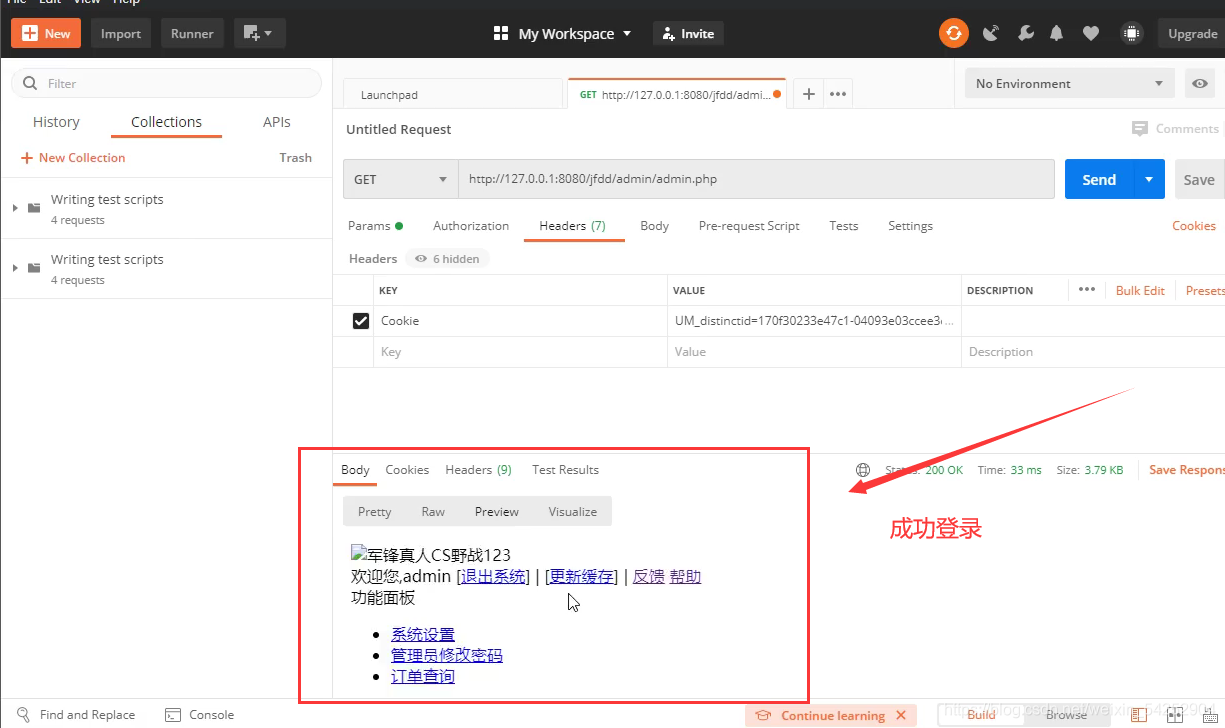 File Edit View Help
New Import Runner My Workspace Invite Upgrade
Filter
History Collections APIs
New Collection Trash
Writing test scripts
4 requests
Writing test scripts
4 requests
Launchpad GET http://127.0.0.1:8080/jfdd/admi... No Environment
Untitled Request Comments
GET http://127.0.0.1:8080/jfdd/admin/admin.php Send Save
Params Authorization Headers (7) Body Pre-request Script Tests Settings Cookies
Headers 6 hidden
KEY VALUE DESCRIPTION Bulk Edit Presets
Cookie UM_distinctid=170f30233e47c1-04093e03ccee3...
Key Value Description
Body Cookies Headers (9) Test Results Status: 200 OK Time: 33 ms Size: 3.79 KB Save Respons
Pretty Raw Preview Visualize
成功登录
军锋真人CS野战123
欢迎您,admin [退出系统] | [更新缓存] | 反馈 帮助
功能面板
系统设置
管理员修改密码
订单查询
Find and Replace Console Continue learning Build Browse